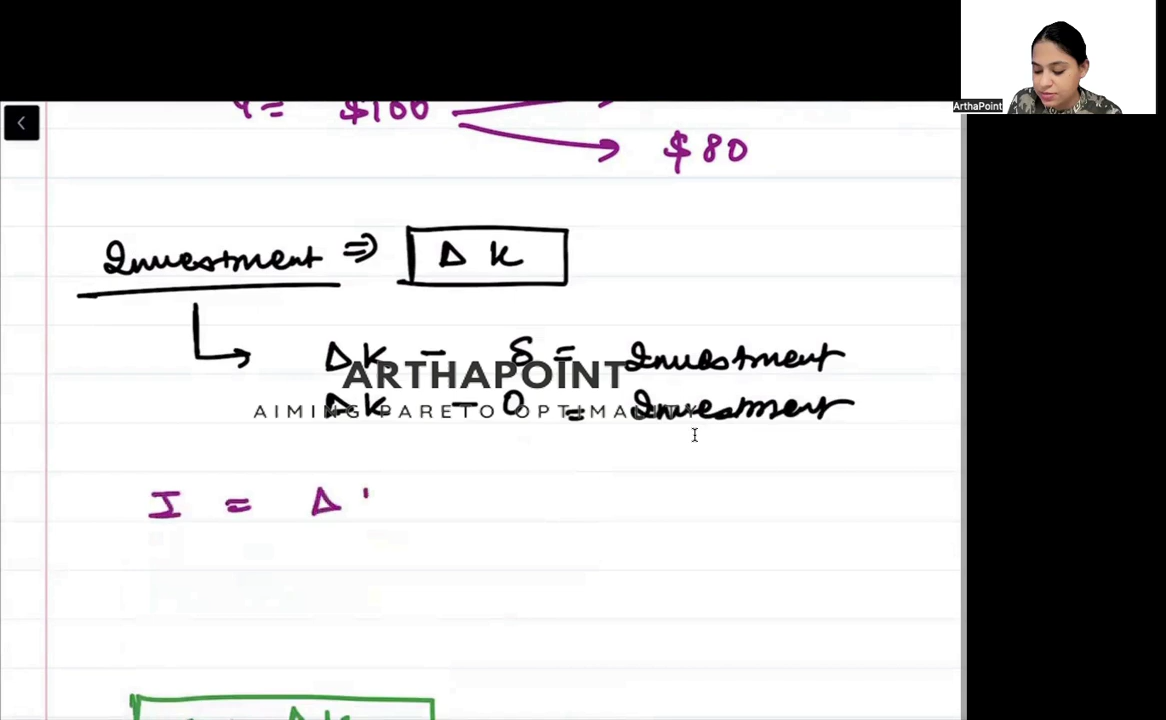 Y = $100
$80
Investment ⇒ Δ K
ΔK - δ = Investment
ΔK - 0 = Investment
I = Δ
ΔK
ARTHAPOINT
AIMING PARETO OPTIMALITY
ArthaPoint